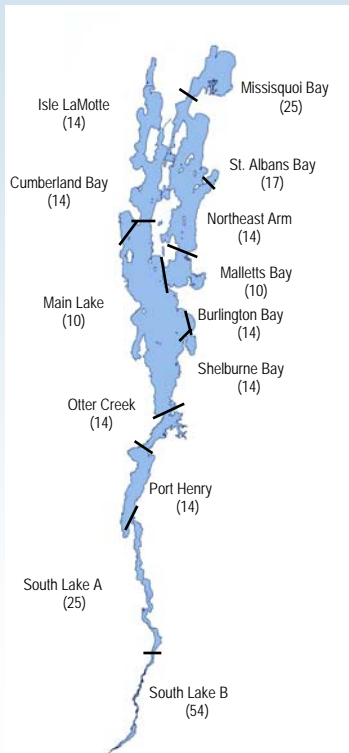 Missisquoi Bay
(25)
Isle LaMotte
(14)
St. Albans Bay
(17)
Cumberland Bay
(14)
Northeast Arm
(14)
Malletts Bay
(10)
Main Lake
(10)
Burlington Bay
(14)
Shelburne Bay
(14)
Otter Creek
(14)
Port Henry
(14)
South Lake A
(25)
South Lake B
(54)